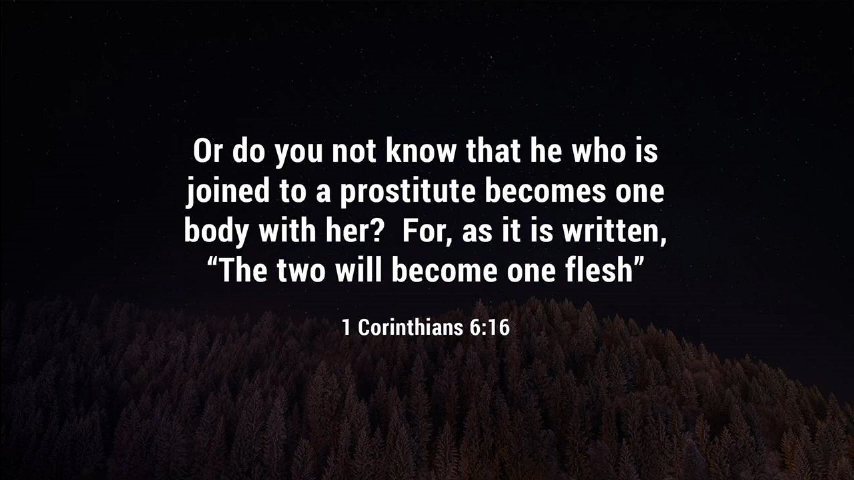 Or do you not know that he who is
joined to a prostitute becomes one
body with her?  For, as it is written,
“The two will become one flesh”
1 Corinthians 6:16